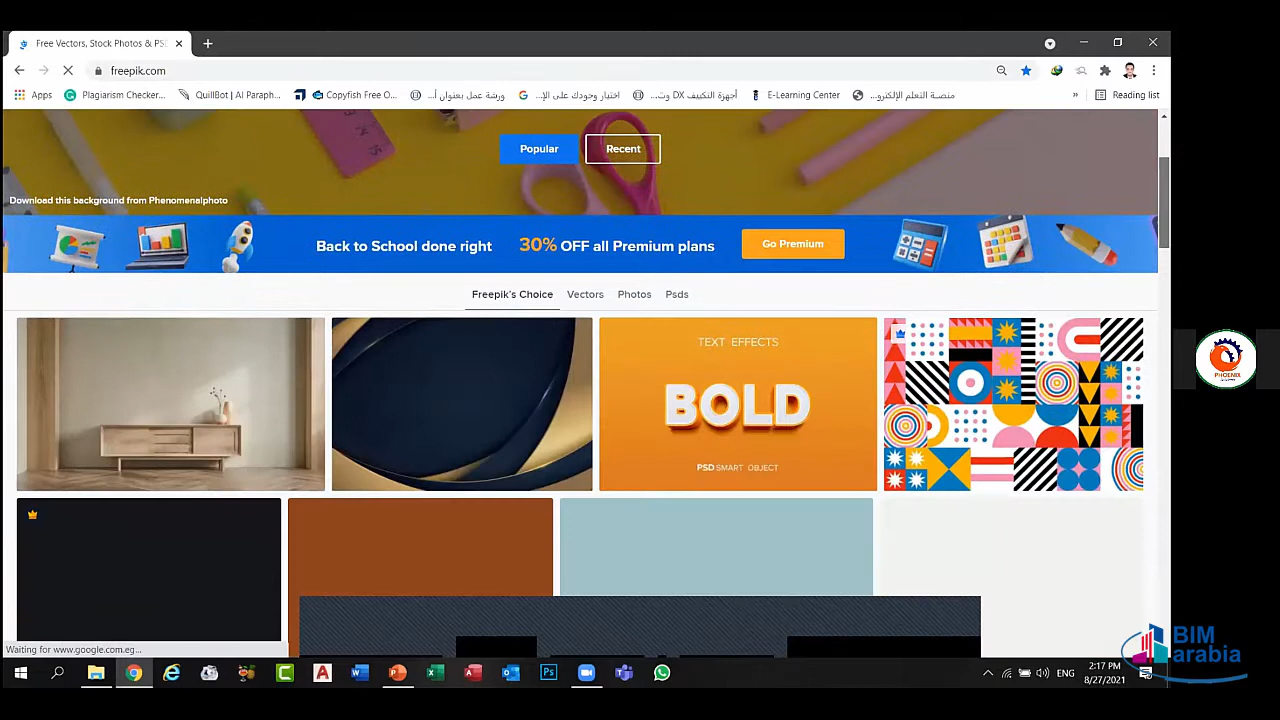 Free Vectors, Stock Photos & PS
freepik.com
Apps
Plagiarism Checker...
QuillBot | AI Paraph...
Copyfish Free O...
ورشة عمل بعنوان أ...
اختبار وجودك على الإ...
أجهزة التكييف DX وت...
E-Learning Center
منصة التعلم الإلكترو...
»
Reading list
Popular
Recent
Download this background from Phenomenalphoto
Back to School done right
30% OFF all Premium plans
Go Premium
Freepik's Choice
Vectors
Photos
Psds
TEXT EFFECTS
BOLD
PSD SMART OBJECT
PHOENIX
Waiting for www.google.com.eg...
ENG
2:17 PM
8/27/2021
BIM
arabia